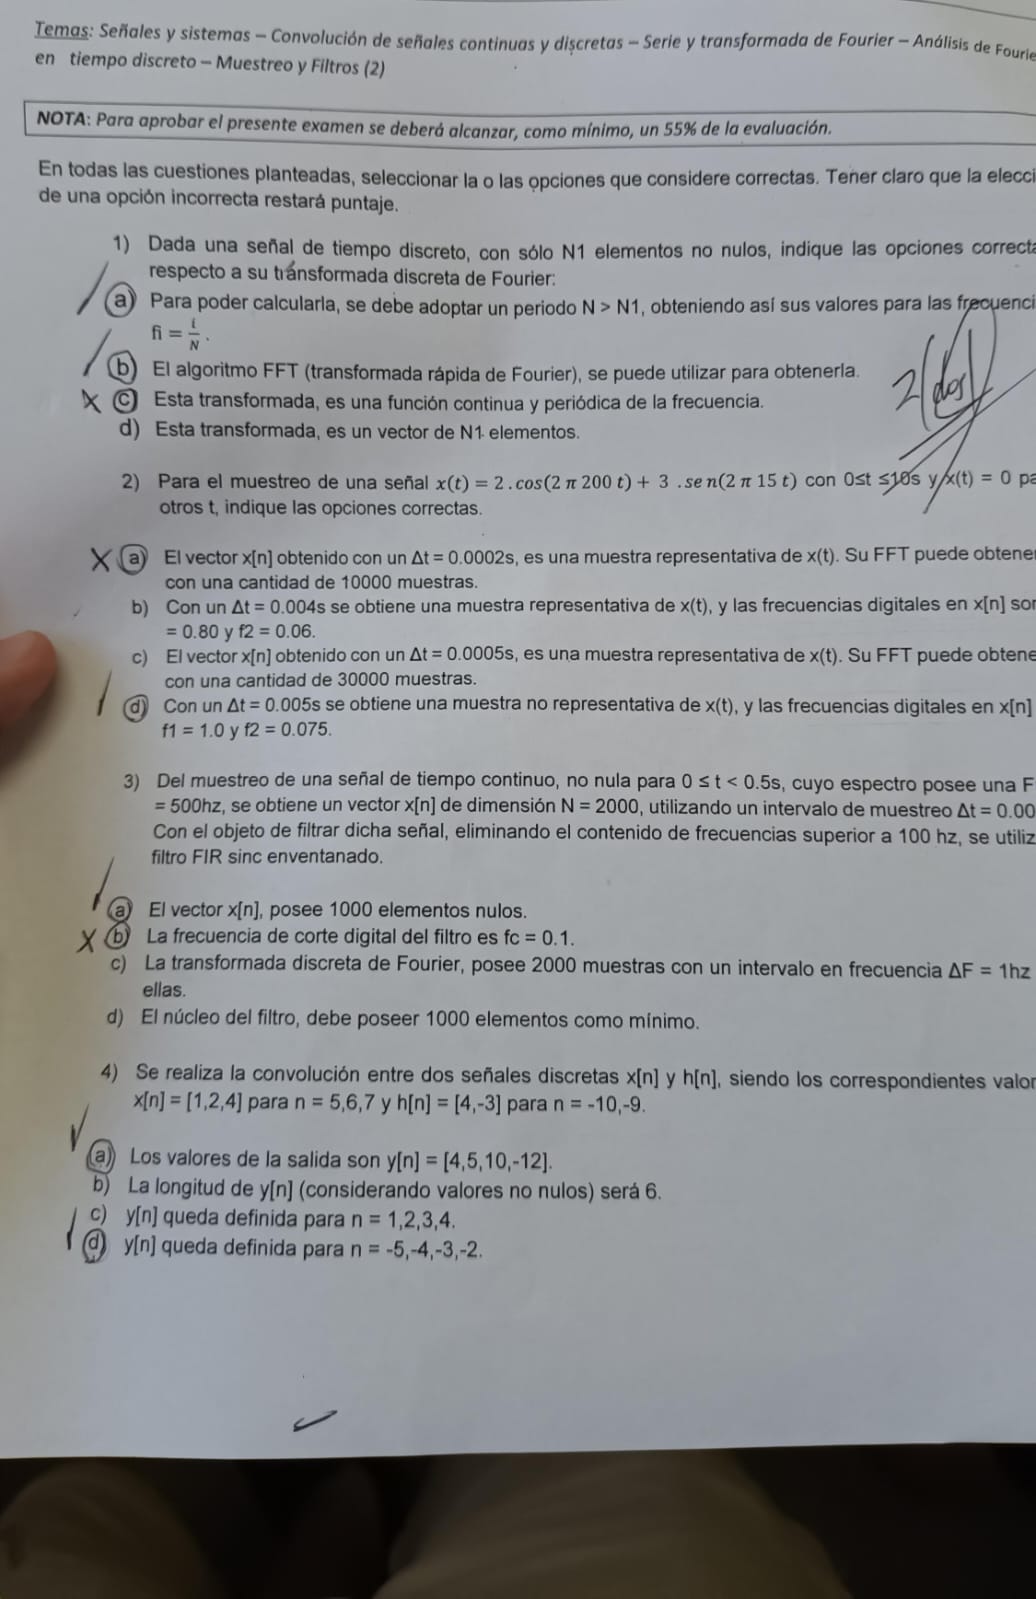 Temas: Señales y sistemas – Convolución de señales continuas y discretas – Serie y transformada de Fourier – Análisis de Fourie
en tiempo discreto – Muestreo y Filtros (2)
NOTA: Para aprobar el presente examen se deberá alcanzar, como mínimo, un 55% de la evaluación.
En todas las cuestiones planteadas, seleccionar la o las opciones que considere correctas. Tener claro que la elecci
de una opción incorrecta restará puntaje.
1) Dada una señal de tiempo discreto, con sólo N1 elementos no nulos, indique las opciones correcta
respecto a su transformada discreta de Fourier:
a) Para poder calcularla, se debe adoptar un periodo N > N1, obteniendo así sus valores para las frecuenci
fi = i/N.
b) El algoritmo FFT (transformada rápida de Fourier), se puede utilizar para obtenerla.
c) Esta transformada, es una función continua y periódica de la frecuencia.
d) Esta transformada, es un vector de N1 elementos.
2 (dos)
2) Para el muestreo de una señal x(t) = 2 . cos(2 π 200 t) + 3 . se n(2 π 15 t) con 0≤t ≤10s y x(t) = 0 pa
otros t, indique las opciones correctas.
a) El vector x[n] obtenido con un Δt = 0.0002s, es una muestra representativa de x(t). Su FFT puede obtene
con una cantidad de 10000 muestras.
b) Con un Δt = 0.004s se obtiene una muestra representativa de x(t), y las frecuencias digitales en x[n] son
= 0.80 y f2 = 0.06.
c) El vector x[n] obtenido con un Δt = 0.0005s, es una muestra representativa de x(t). Su FFT puede obtene
con una cantidad de 30000 muestras.
d) Con un Δt = 0.005s se obtiene una muestra no representativa de x(t), y las frecuencias digitales en x[n]
f1 = 1.0 y f2 = 0.075.
3) Del muestreo de una señal de tiempo continuo, no nula para 0 ≤ t < 0.5s, cuyo espectro posee una F
= 500hz, se obtiene un vector x[n] de dimensión N = 2000, utilizando un intervalo de muestreo Δt = 0.00
Con el objeto de filtrar dicha señal, eliminando el contenido de frecuencias superior a 100 hz, se utiliz
filtro FIR sinc enventanado.
a) El vector x[n], posee 1000 elementos nulos.
b) La frecuencia de corte digital del filtro es fc = 0.1.
c) La transformada discreta de Fourier, posee 2000 muestras con un intervalo en frecuencia ΔF = 1hz
ellas.
d) El núcleo del filtro, debe poseer 1000 elementos como mínimo.
4) Se realiza la convolución entre dos señales discretas x[n] y h[n], siendo los correspondientes valor
x[n] = [1,2,4] para n = 5,6,7 y h[n] = [4,-3] para n = -10,-9.
a) Los valores de la salida son y[n] = [4,5,10,-12].
b) La longitud de y[n] (considerando valores no nulos) será 6.
c) y[n] queda definida para n = 1,2,3,4.
d) y[n] queda definida para n = -5,-4,-3,-2.